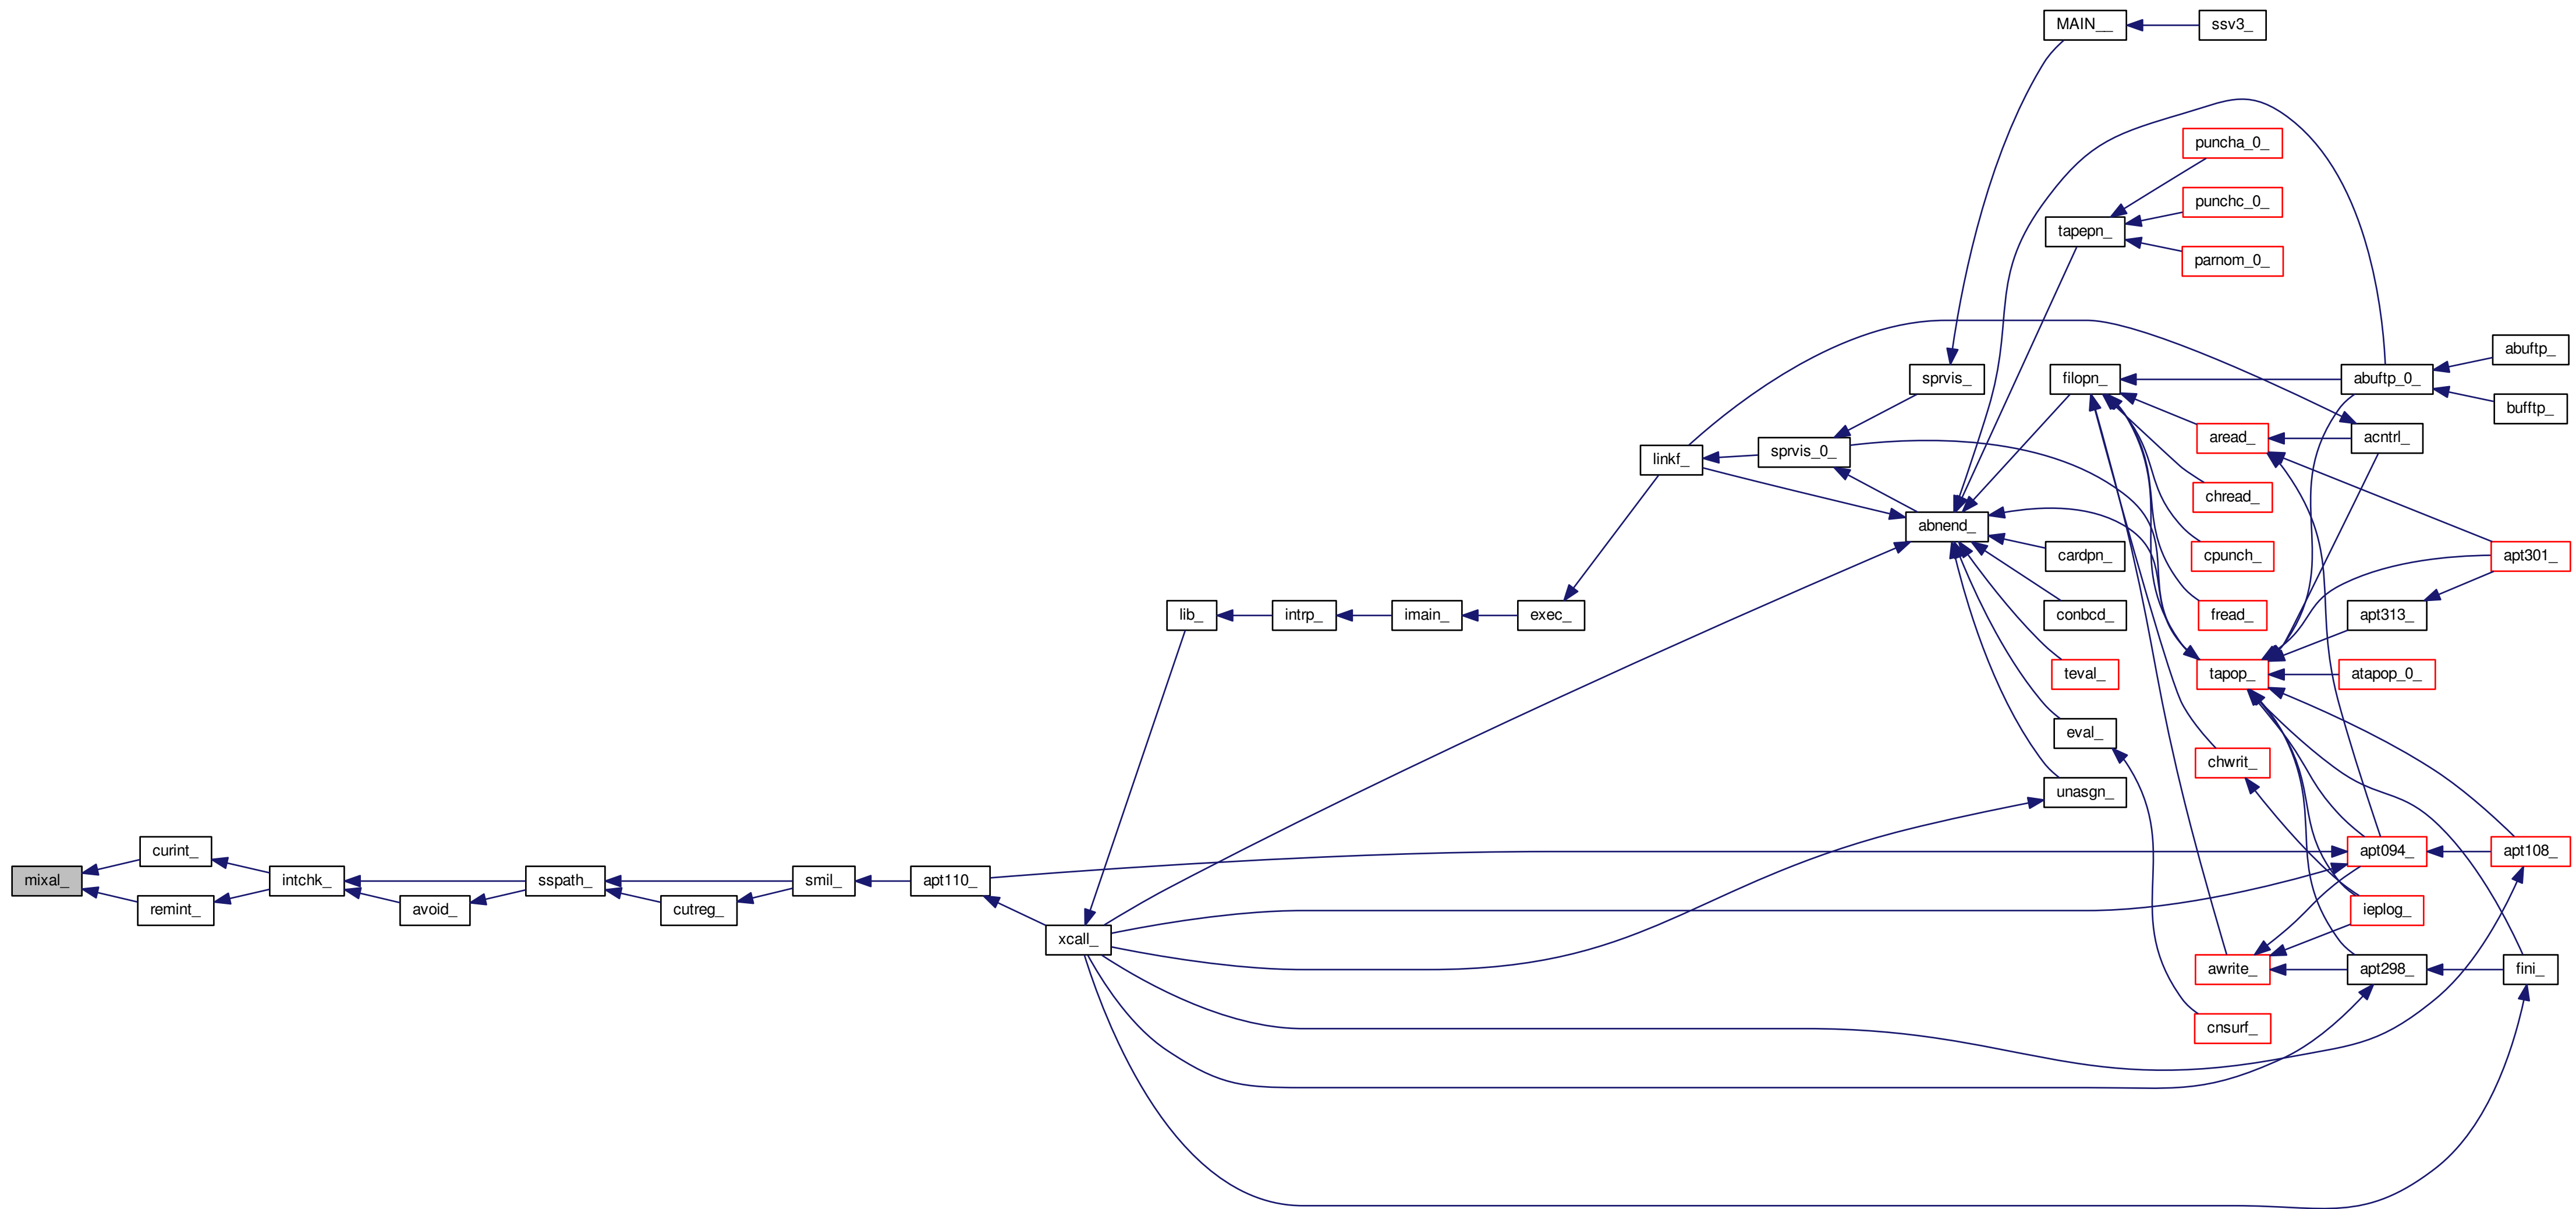 MAIN__
ssv3_
puncha_0_
punchc_0_
tapepn_
parnom_0_
abuftp_
sprvis_
filopn_
abuftp_0_
bufftp_
linkf_
sprvis_0_
aread_
acntrl_
chread_
abnend_
cardpn_
cpunch_
apt301_
lib_
intrp_
imain_
exec_
conbcd_
fread_
apt313_
teval_
tapop_
atapop_0_
eval_
chwrit_
unasgn_
mixal_
curint_
remint_
intchk_
avoid_
sspath_
cutreg_
smil_
apt110_
xcall_
apt094_
apt108_
ieplog_
awrite_
apt298_
fini_
cnsurf_